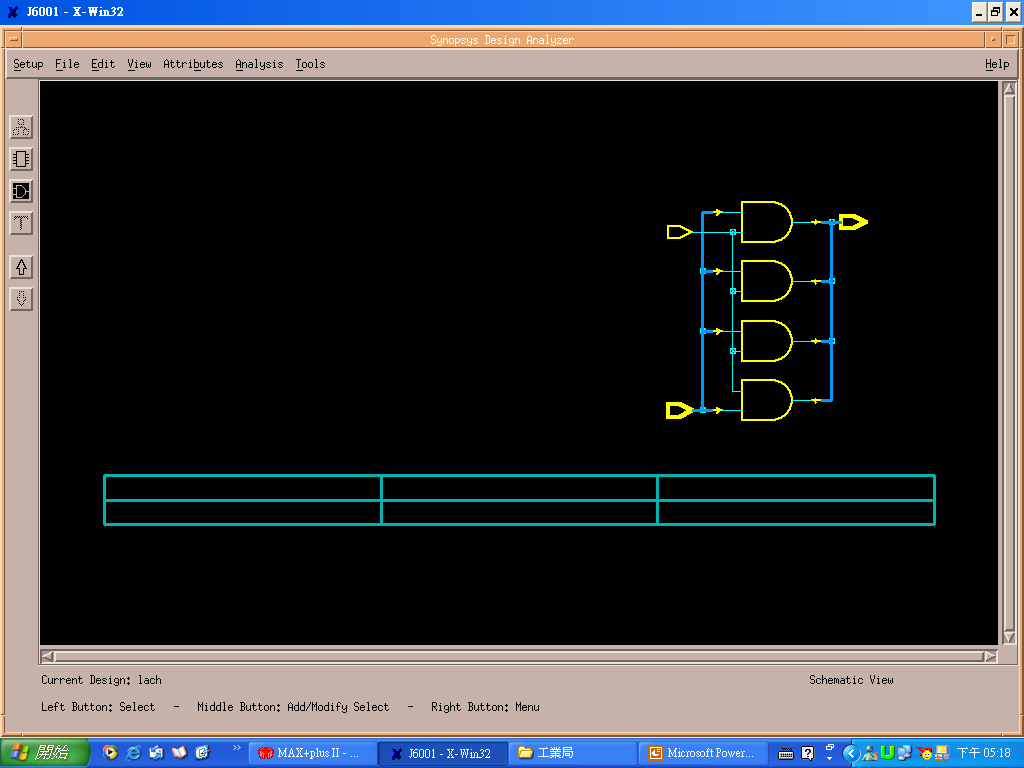 J6001 - X-Win32
Synopsys Design Analyzer
Setup File Edit View Attributes Analysis Tools Help
Current Design: lach
Schematic View
Left Button: Select - Middle Button: Add/Modify Select - Right Button: Menu
開始
MAX+plus II - ...
J6001 - X-Win32
工業局
Microsoft Power...
下午 05:18